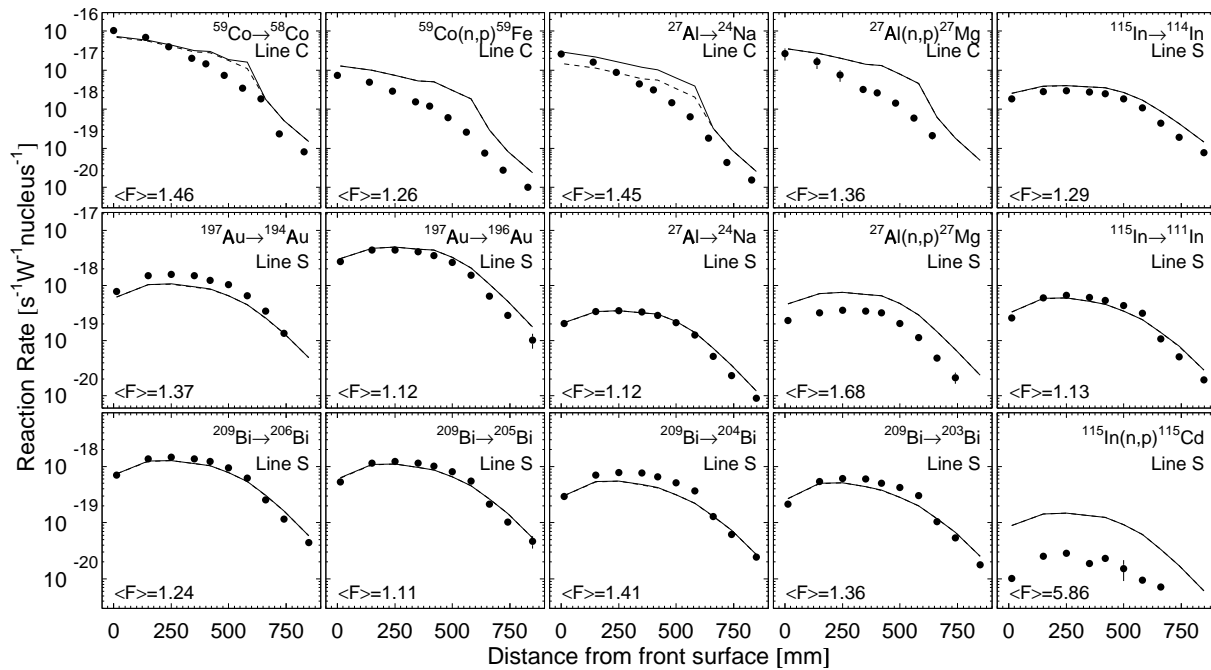 Reaction Rate [s⁻¹W⁻¹nucleus⁻¹]
10⁻¹⁶
10⁻¹⁷
10⁻¹⁸
10⁻¹⁹
10⁻²⁰
⁵⁹Co→⁵⁸Co
Line C
<F>=1.46
⁵⁹Co(n,p)⁵⁹Fe
Line C
<F>=1.26
²⁷Al→²⁴Na
Line C
<F>=1.45
²⁷Al(n,p)²⁷Mg
Line C
<F>=1.36
¹¹⁵In→¹¹⁴In
Line S
<F>=1.29
10⁻¹⁷
10⁻¹⁸
10⁻¹⁹
10⁻²⁰
¹⁹⁷Au→¹⁹⁴Au
Line S
<F>=1.37
¹⁹⁷Au→¹⁹⁶Au
Line S
<F>=1.12
²⁷Al→²⁴Na
Line S
<F>=1.12
²⁷Al(n,p)²⁷Mg
Line S
<F>=1.68
¹¹⁵In→¹¹¹In
Line S
<F>=1.13
10⁻¹⁸
10⁻¹⁹
10⁻²⁰
²⁰⁹Bi→²⁰⁶Bi
Line S
<F>=1.24
²⁰⁹Bi→²⁰⁵Bi
Line S
<F>=1.11
²⁰⁹Bi→²⁰⁴Bi
Line S
<F>=1.41
²⁰⁹Bi→²⁰³Bi
Line S
<F>=1.36
¹¹⁵In(n,p)¹¹⁵Cd
Line S
<F>=5.86
0 250 500 750 0 250 500 750 0 250 500 750 0 250 500 750 0 250 500 750
Distance from front surface [mm]